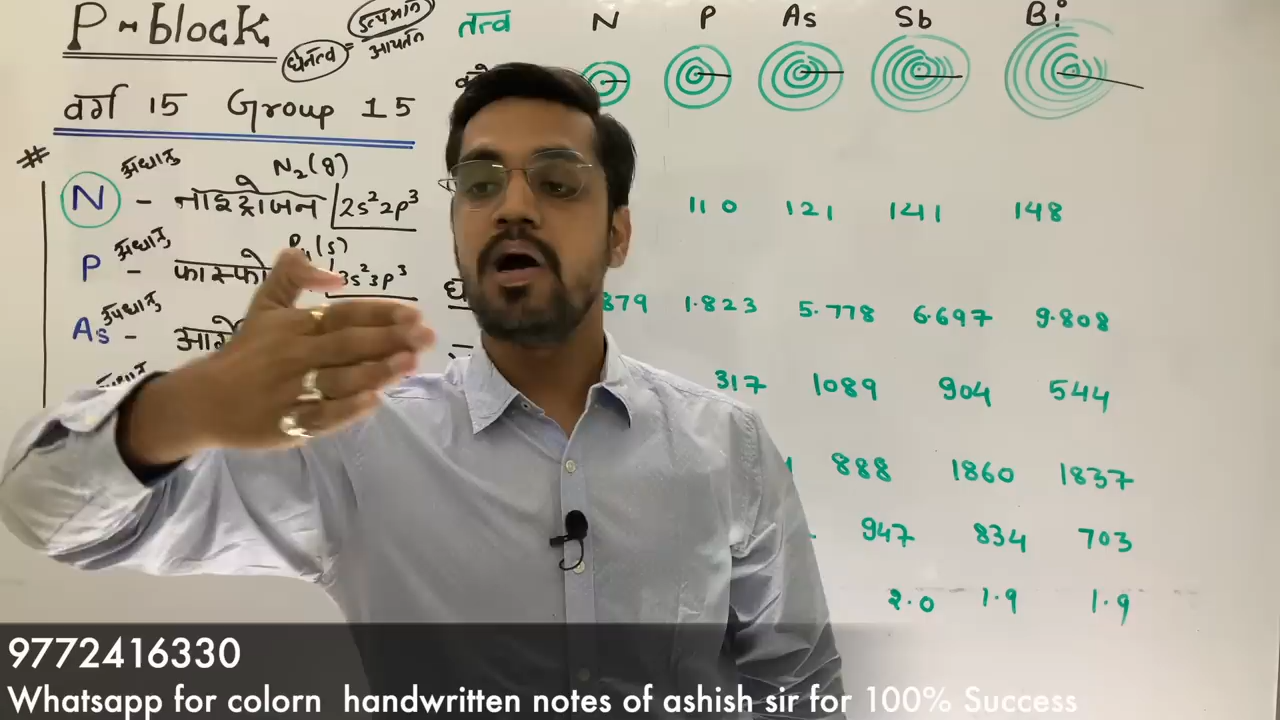 P-block
घनत्व = द्रव्यमान
आयतन
वर्ग 15 Group 15
#
अधातु N₂(g)
N - नाइट्रोजन 2s²2p³
अधातु (s)
P - फास्फो 3s²3p³
उपधातु
As - आर्से
तत्व N P As Sb Bi
110 121 141 148
घ 879 1.823 5.778 6.697 9.808
317 1089 904 544
888 1860 1837
947 834 703
2.0 1.9 1.9
9772416330
Whatsapp for colorn handwritten notes of ashish sir for 100% Success